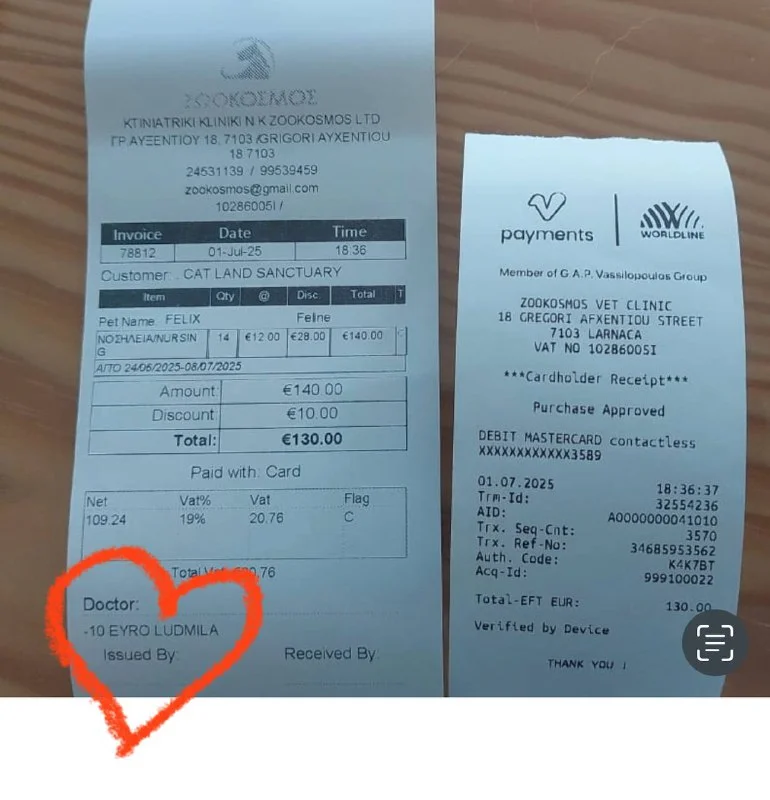 ΖΟΟΚΟΣΜΟΣ
KTINIATRIKI KLINIKI N K ZOOKOSMOS LTD
ΓΡ ΑΥΞΕΝΤΙΟΥ 18, 7103 /GRIGORI AYXENTIOU
18 7103
24531139 / 99539459
zookosmos@gmail.com
10286005I /
Invoice Date Time
78812 01-Jul-25 18:36
Customer: . CAT LAND SANCTUARY
Item Qty @ Disc Total T
Pet Name FELIX Feline
ΝΟΣΗΛΕΙΑ/NURSIN 14 €12.00 €28.00 €140.00 C
G
ΑΠΟ 24/06/2025-08/07/2025
Amount: €140.00
Discount €10.00
Total: €130.00
Paid with: Card
Net Vat% Vat Flag
109.24 19% 20.76 C
Total Vat €20.76
Doctor:
-10 EYRO LUDMILA
Issued By: Received By:
payments WORLDLINE
Member of G.A.P. Vassilopoulos Group
ZOOKOSMOS VET CLINIC
18 GREGORI AFXENTIOU STREET
7103 LARNACA
VAT NO 10286005I
***Cardholder Receipt***
Purchase Approved
DEBIT MASTERCARD contactless
XXXXXXXXXXXX3589
01.07.2025 18:36:37
Trm-Id: 32554236
AID: A0000000041010
Trx. Seq-Cnt: 3570
Trx. Ref-No: 34685953562
Auth. Code: K4K7BT
Acq-Id: 999100022
Total-EFT EUR: 130.00
Verified by Device
THANK YOU !